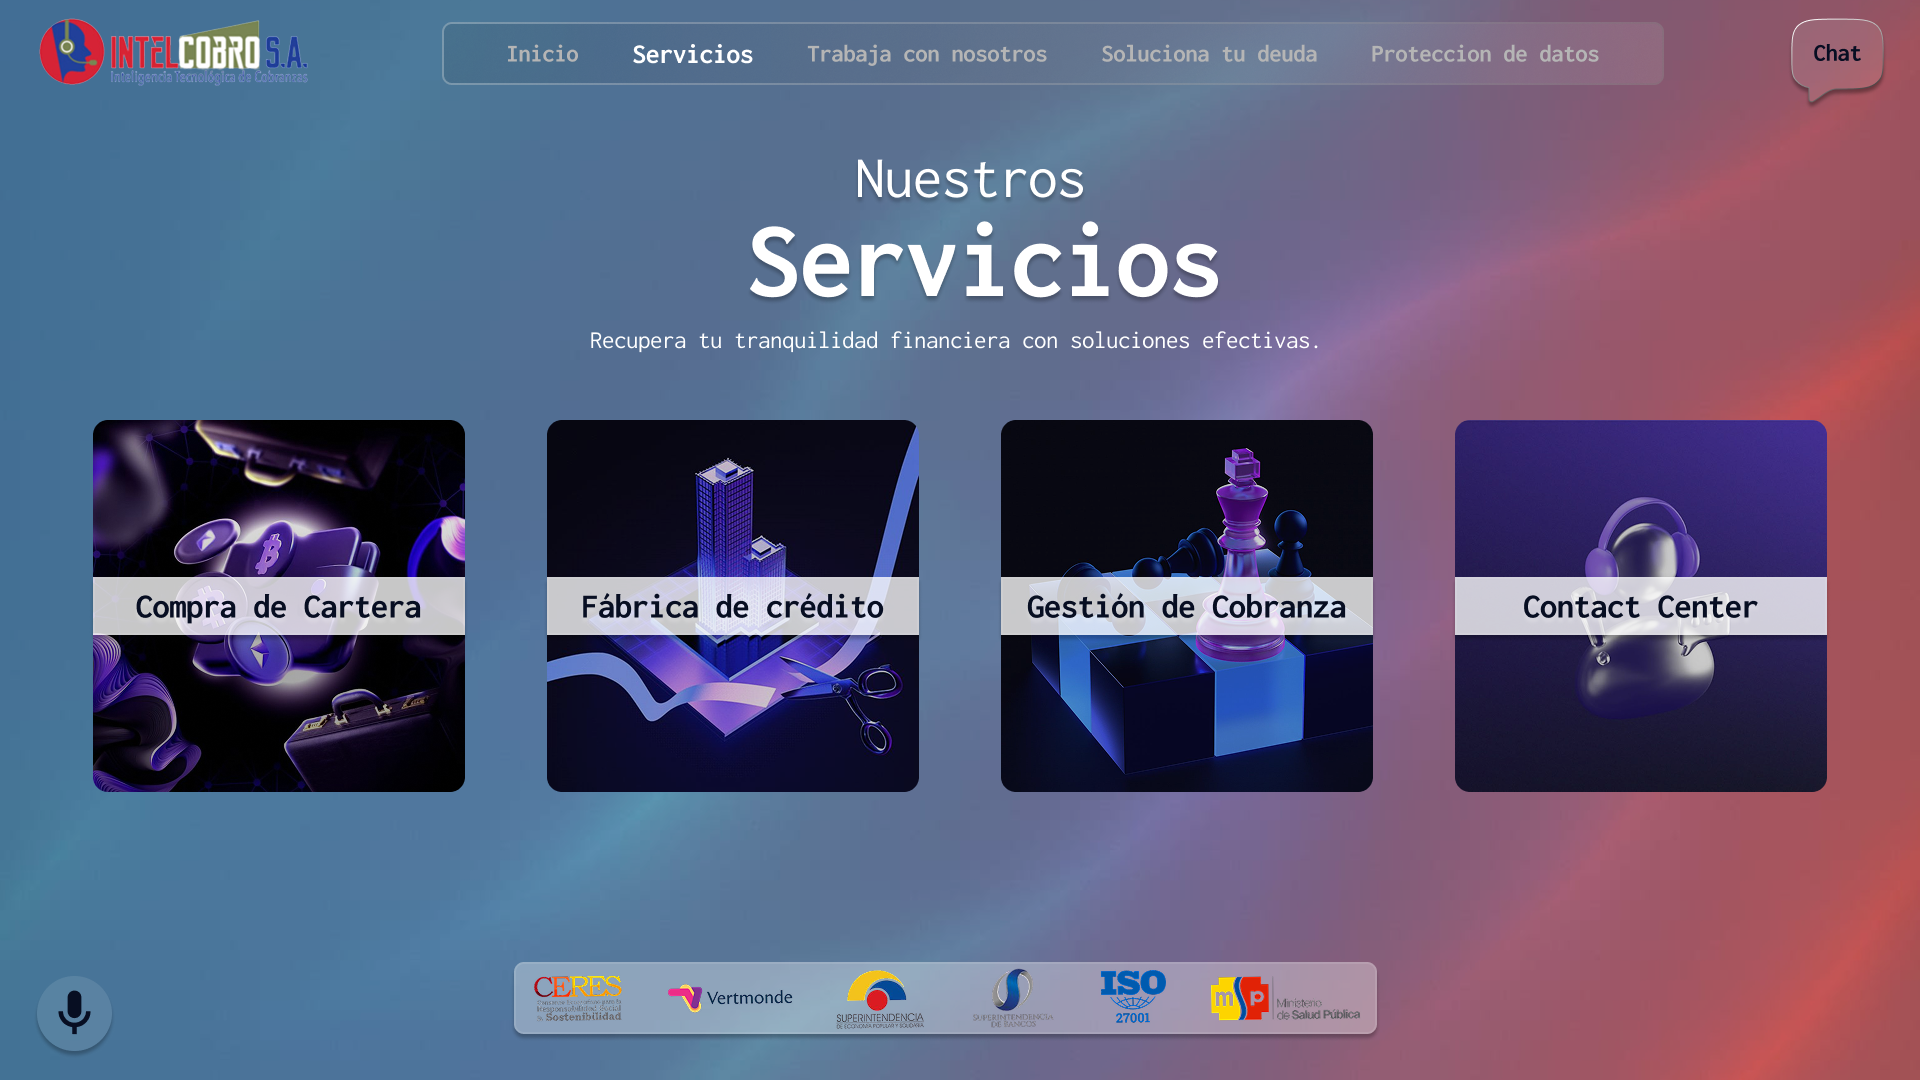 INTELCOBRO S.A.
Inteligencia Tecnológica de Cobranzas
Inicio
Servicios
Trabaja con nosotros
Soluciona tu deuda
Proteccion de datos
Chat
Nuestros
Servicios
Recupera tu tranquilidad financiera con soluciones efectivas.
Compra de Cartera
Fábrica de crédito
Gestión de Cobranza
Contact Center
CERES
Responsabilidad Social
& Sostenibilidad
Vertmonde
SUPERINTENDENCIA
DE ECONOMÍA POPULAR Y SOLIDARIA
SUPERINTENDENCIA
DE BANCOS
ISO
27001
msp
Ministerio
de Salud Pública